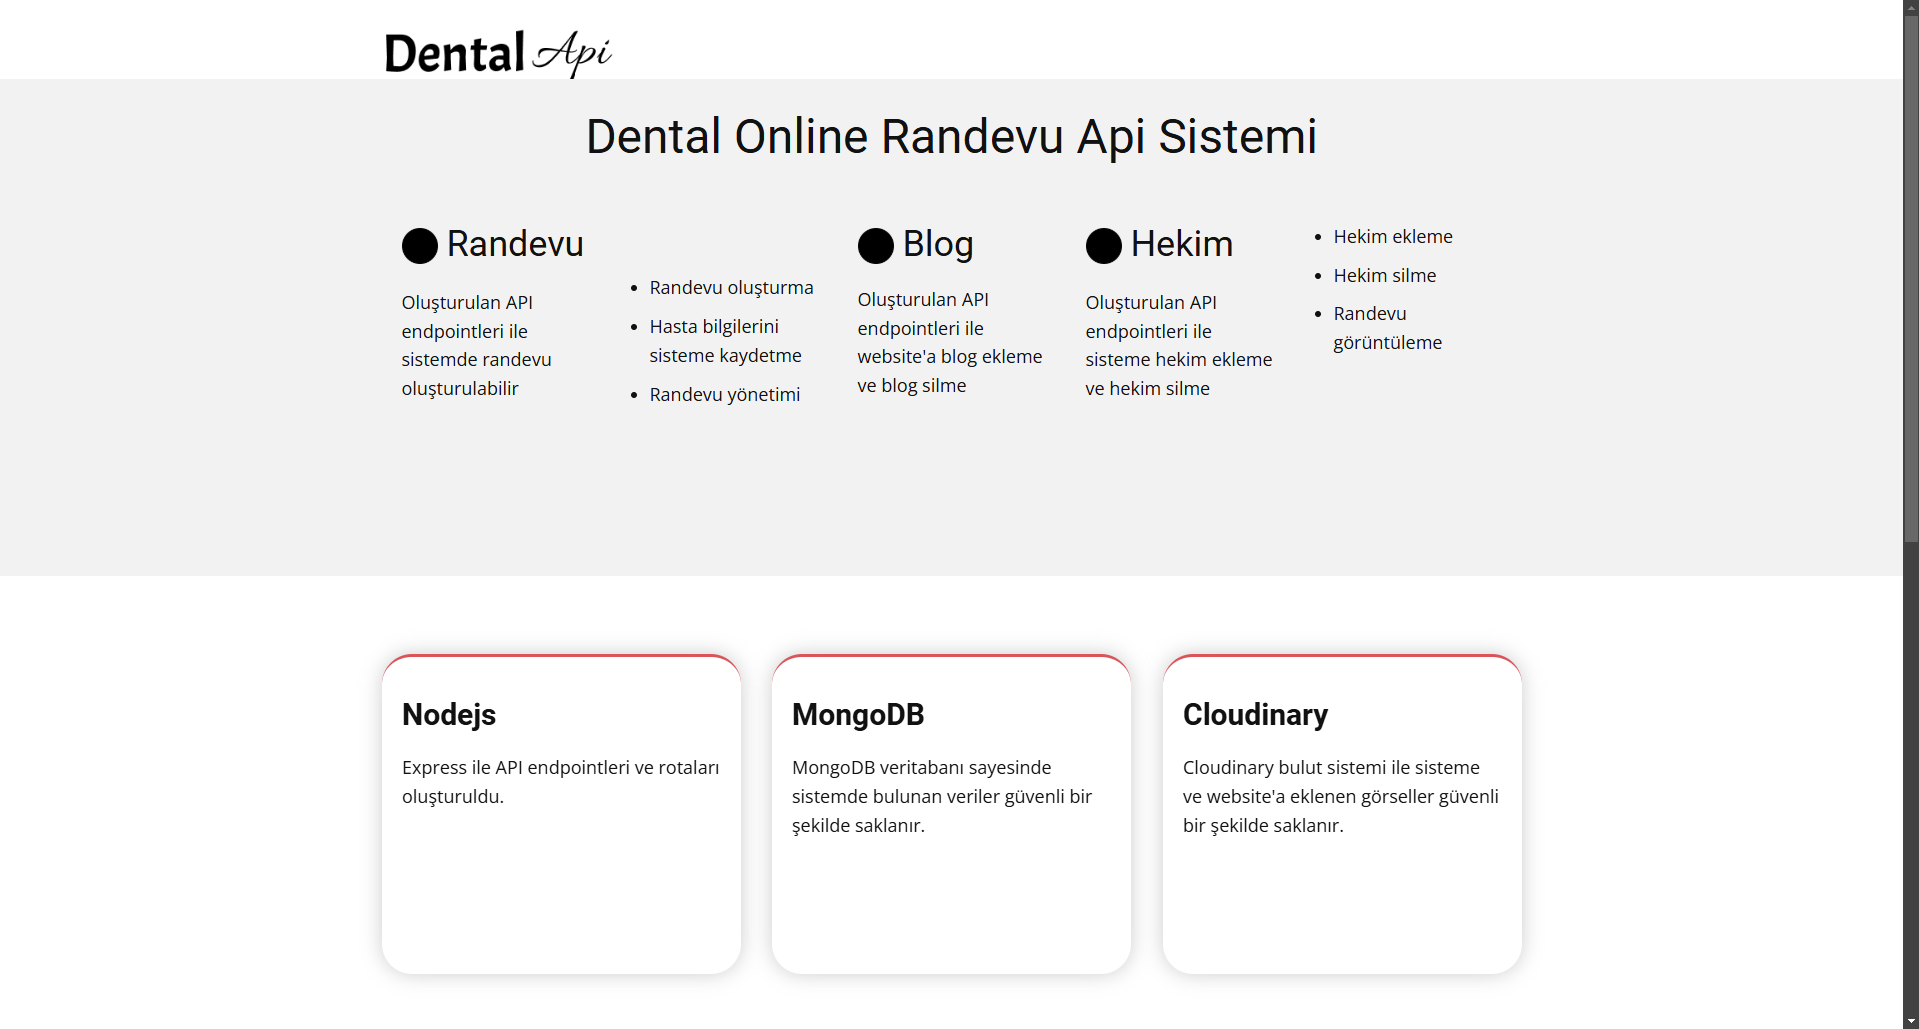 Dental Api
Dental Online Randevu Api Sistemi
Randevu
Oluşturulan API
endpointleri ile
sistemde randevu
oluşturulabilir
Randevu oluşturma
Hasta bilgilerini
sisteme kaydetme
Randevu yönetimi
Blog
Oluşturulan API
endpointleri ile
website'a blog ekleme
ve blog silme
Hekim
Oluşturulan API
endpointleri ile
sisteme hekim ekleme
ve hekim silme
Hekim ekleme
Hekim silme
Randevu
görüntüleme
Nodejs
Express ile API endpointleri ve rotaları
oluşturuldu.
MongoDB
MongoDB veritabanı sayesinde
sistemde bulunan veriler güvenli bir
şekilde saklanır.
Cloudinary
Cloudinary bulut sistemi ile sisteme
ve website'a eklenen görseller güvenli
bir şekilde saklanır.